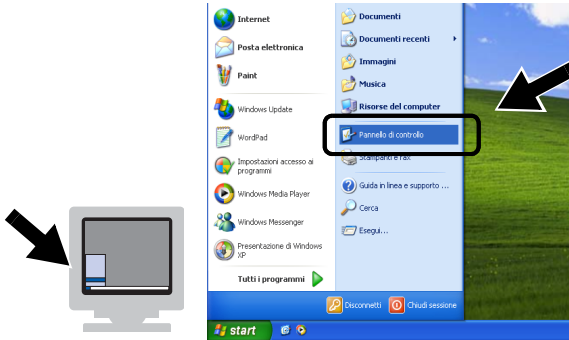 Internet
Posta elettronica
Paint
Windows Update
WordPad
Impostazioni accesso ai
programmi
Windows Media Player
Windows Messenger
Presentazione di Windows
XP
Tutti i programmi
Documenti
Documenti recenti
Immagini
Musica
Risorse del computer
Pannello di controllo
Stampanti e fax
Guida in linea e supporto ...
Cerca
Esegui...
Disconnetti
Chiudi sessione
start